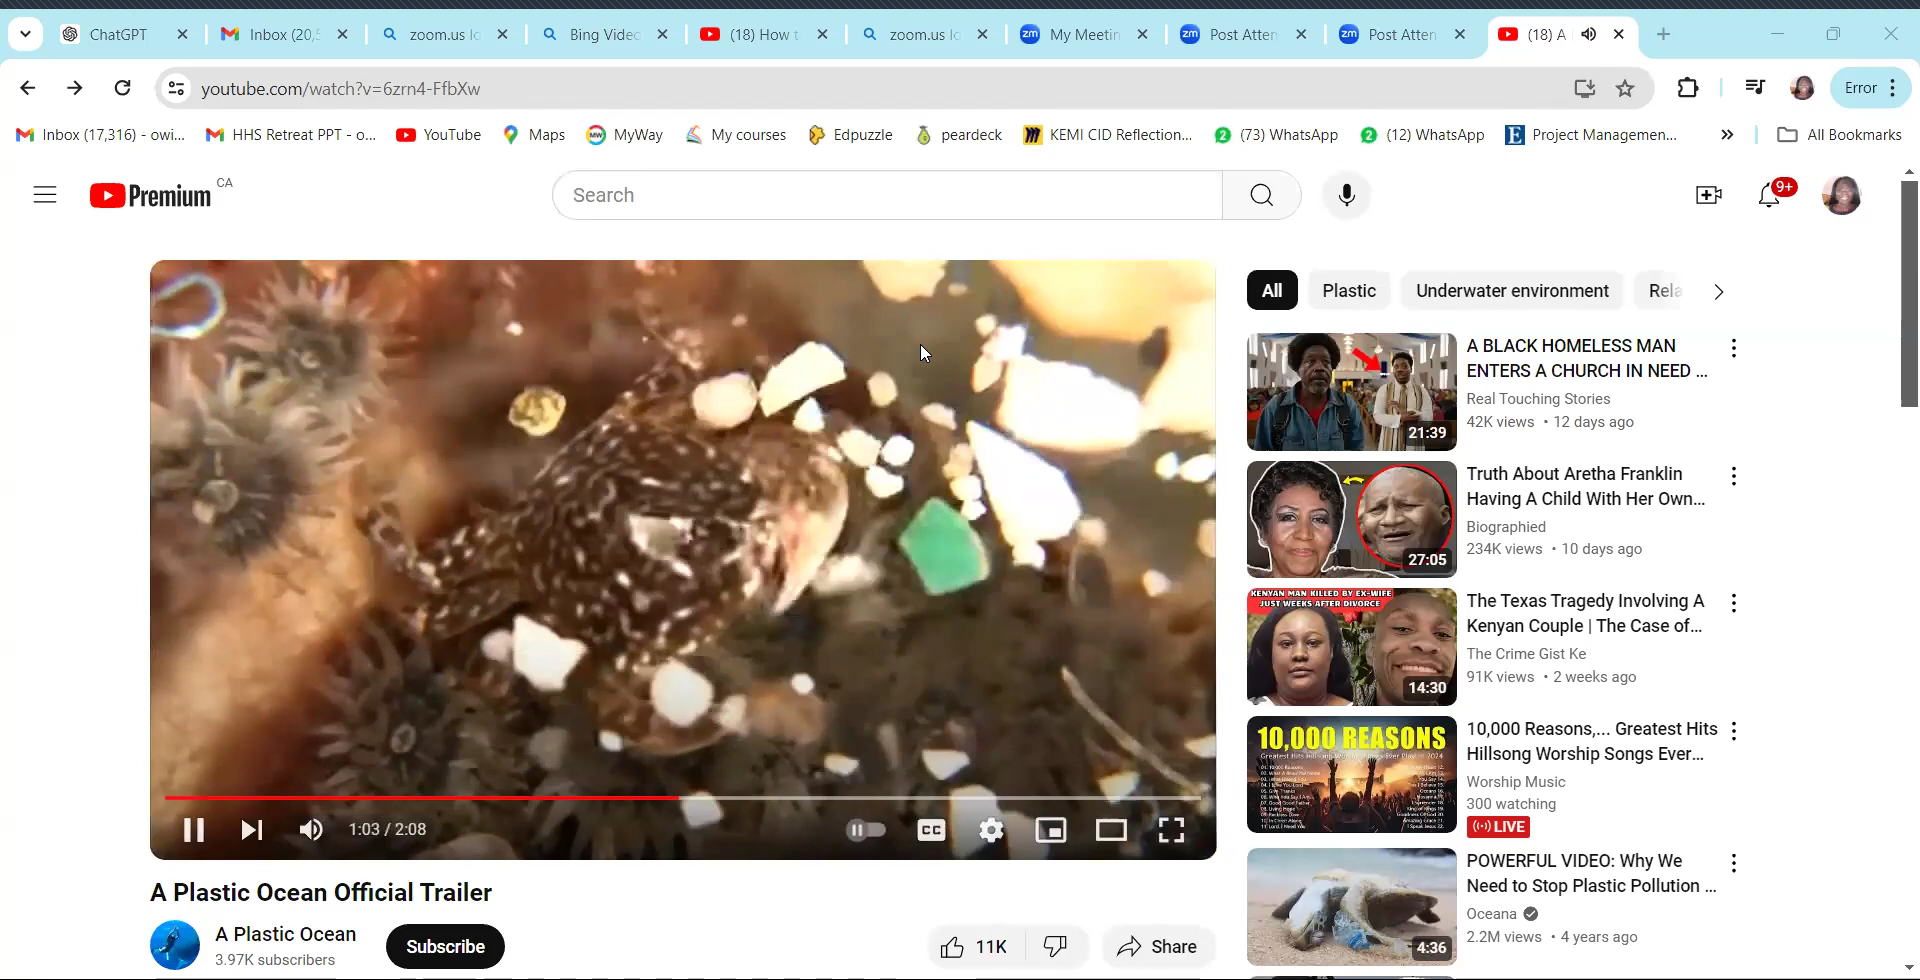 ChatGPT
Inbox (20,5
zoom.us lo
Bing Video
(18) How t
zoom.us lo
My Meetin
Post Atten
Post Atten
(18) A
youtube.com/watch?v=6zrn4-FfbXw
Error
Inbox (17,316) - owi...
HHS Retreat PPT - o...
YouTube
Maps
MyWay
My courses
Edpuzzle
peardeck
KEMI CID Reflection...
(73) WhatsApp
(12) WhatsApp
Project Managemen...
All Bookmarks
Premium CA
Search
9+
All
Plastic
Underwater environment
Rela
A BLACK HOMELESS MAN
ENTERS A CHURCH IN NEED ...
Real Touching Stories
42K views • 12 days ago
21:39
Truth About Aretha Franklin
Having A Child With Her Own...
Biographied
234K views • 10 days ago
27:05
KENYAN MAN KILLED BY EX-WIFE
JUST WEEKS AFTER DIVORCE
The Texas Tragedy Involving A
Kenyan Couple | The Case of...
The Crime Gist Ke
91K views • 2 weeks ago
14:30
10,000 REASONS
10,000 Reasons,... Greatest Hits
Hillsong Worship Songs Ever...
Worship Music
300 watching
LIVE
POWERFUL VIDEO: Why We
Need to Stop Plastic Pollution ...
Oceana
2.2M views • 4 years ago
4:36
1:03 / 2:08
CC
A Plastic Ocean Official Trailer
A Plastic Ocean
3.97K subscribers
Subscribe
11K
Share